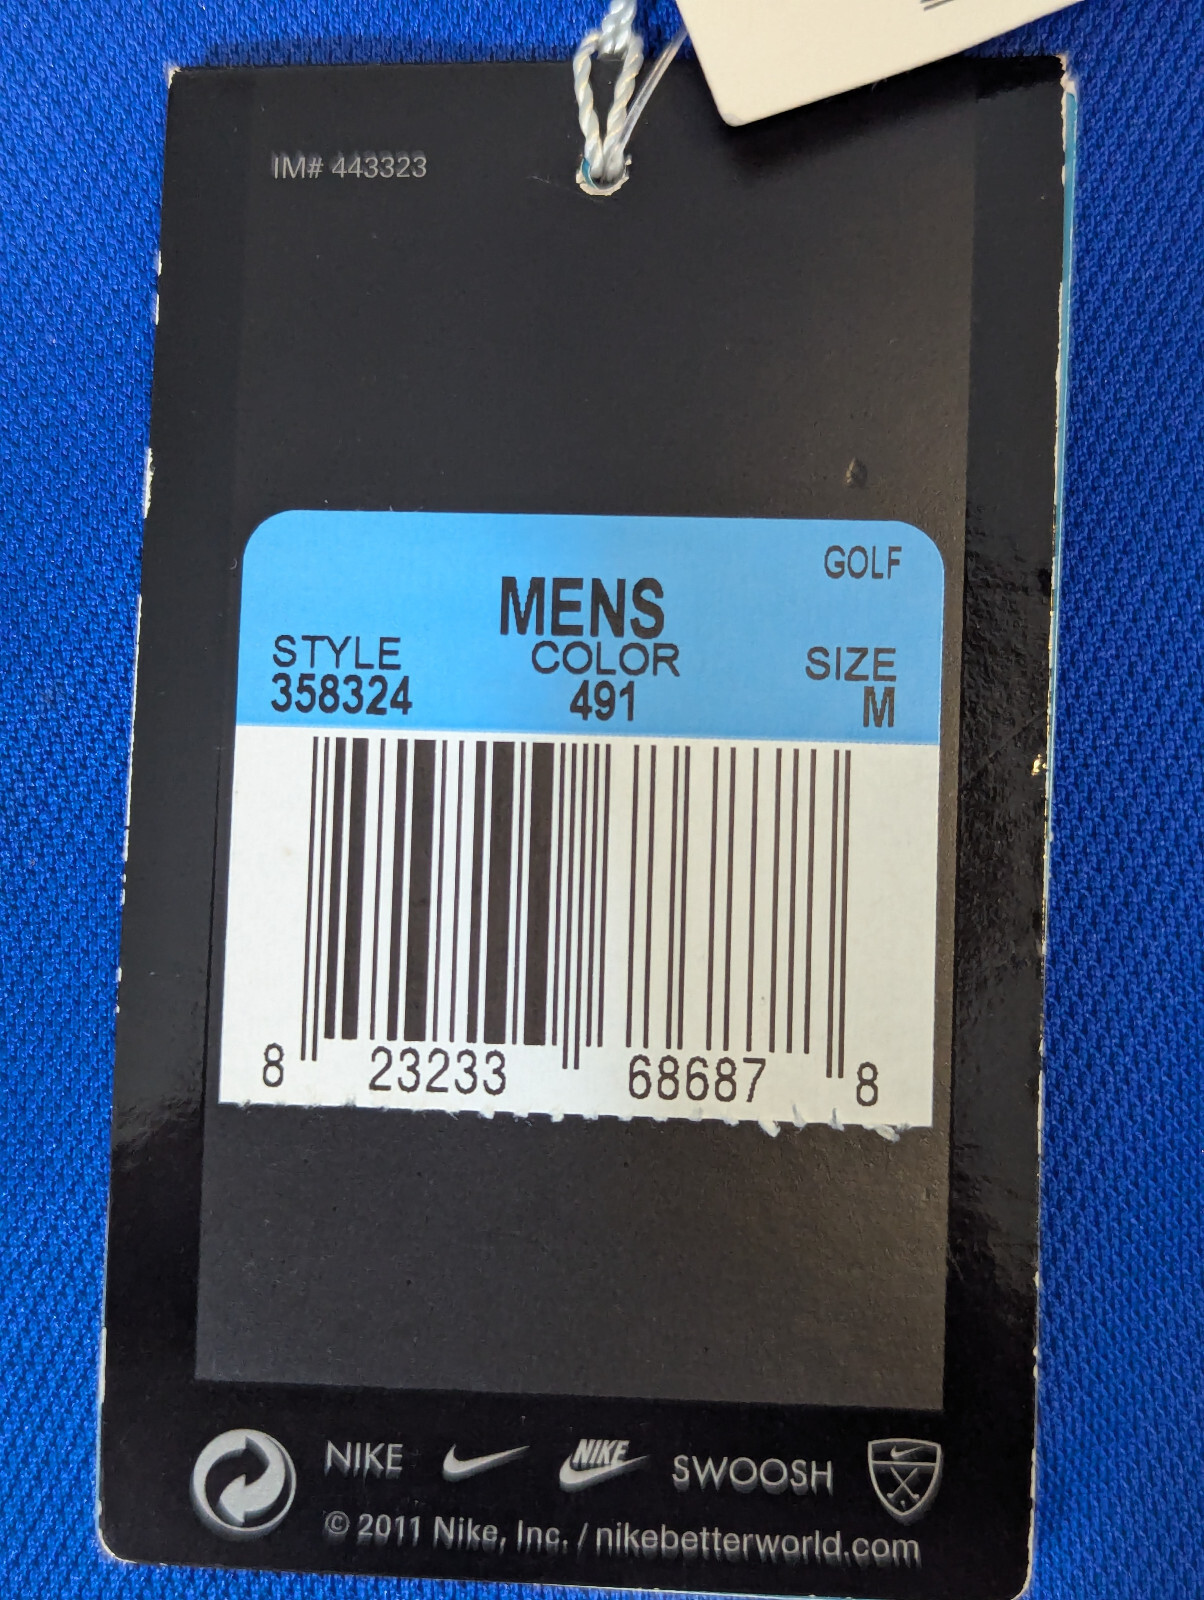 IM# 443323
GOLF
MENS
STYLE COLOR SIZE
358324 491 M
8 23233 68687 8
NIKE NIKE SWOOSH
© 2011 Nike, Inc. / nikebetterworld.com